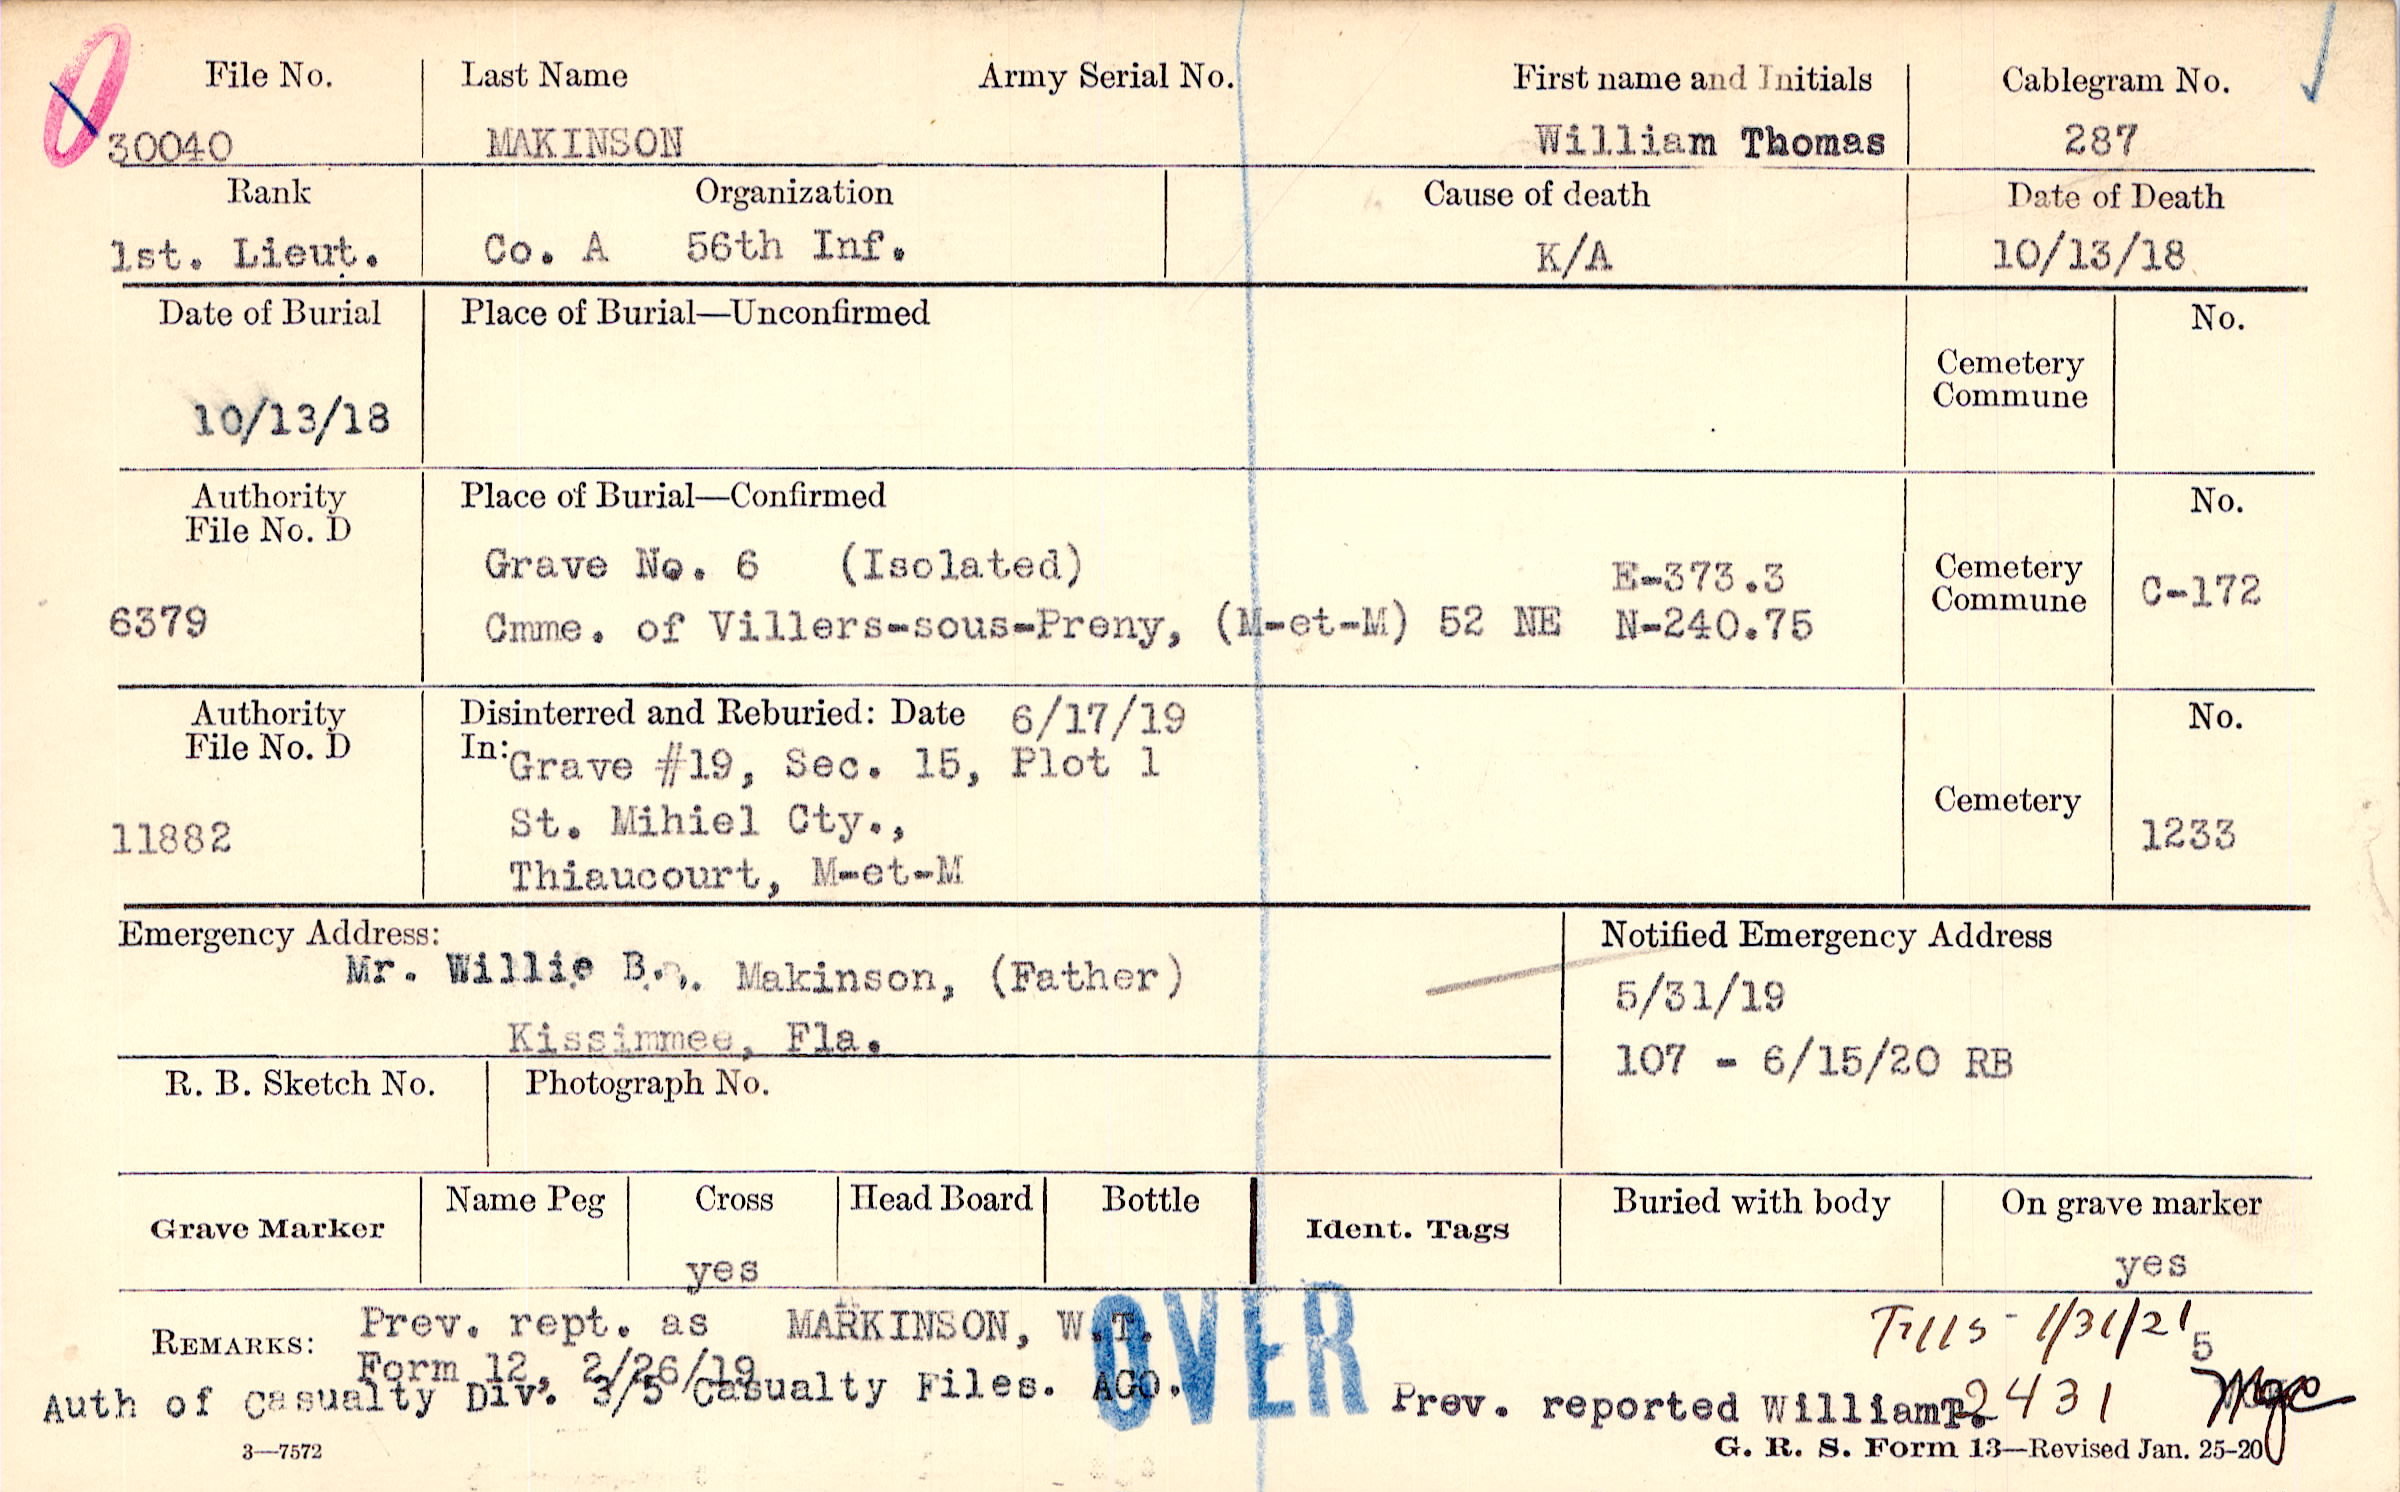 File No. Last Name Army Serial No. First name and Initials Cablegram No.
30040 MAKINSON William Thomas 287
Rank Organization Cause of death Date of Death
1st. Lieut. Co. A 56th Inf. K/A 10/13/18
Date of Burial Place of Burial—Unconfirmed No.
Cemetery
Commune
10/13/18
Authority Place of Burial—Confirmed No.
File No. D
Grave No. 6 (Isolated) E-373.3 Cemetery
Commune C-172
6379 Cmme. of Villers-sous-Preny, (M-et-M) 52 NE N-240.75
Authority Disinterred and Reburied: Date 6/17/19 No.
File No. D In: Grave #19, Sec. 15, Plot 1
St. Mihiel Cty., Cemetery
11882 1233
Thiaucourt, M-et-M
Emergency Address: Notified Emergency Address
Mr. Willie B. Makinson, (Father) 5/31/19
Kissimmee, Fla.
107 - 6/15/20 RB
R. B. Sketch No. Photograph No.
Grave Marker Name Peg Cross Head Board Bottle Ident. Tags Buried with body On grave marker
yes yes
REMARKS: Prev. rept. as MARKINSON, W.T. 1/31/21 5
Form 12, 2/26/19
OVER
Auth of Casualty Div. 3/5 Casualty Files. AGO. Prev. reported William T. 2431
3—7572 G. R. S. Form 13—Revised Jan. 25-20